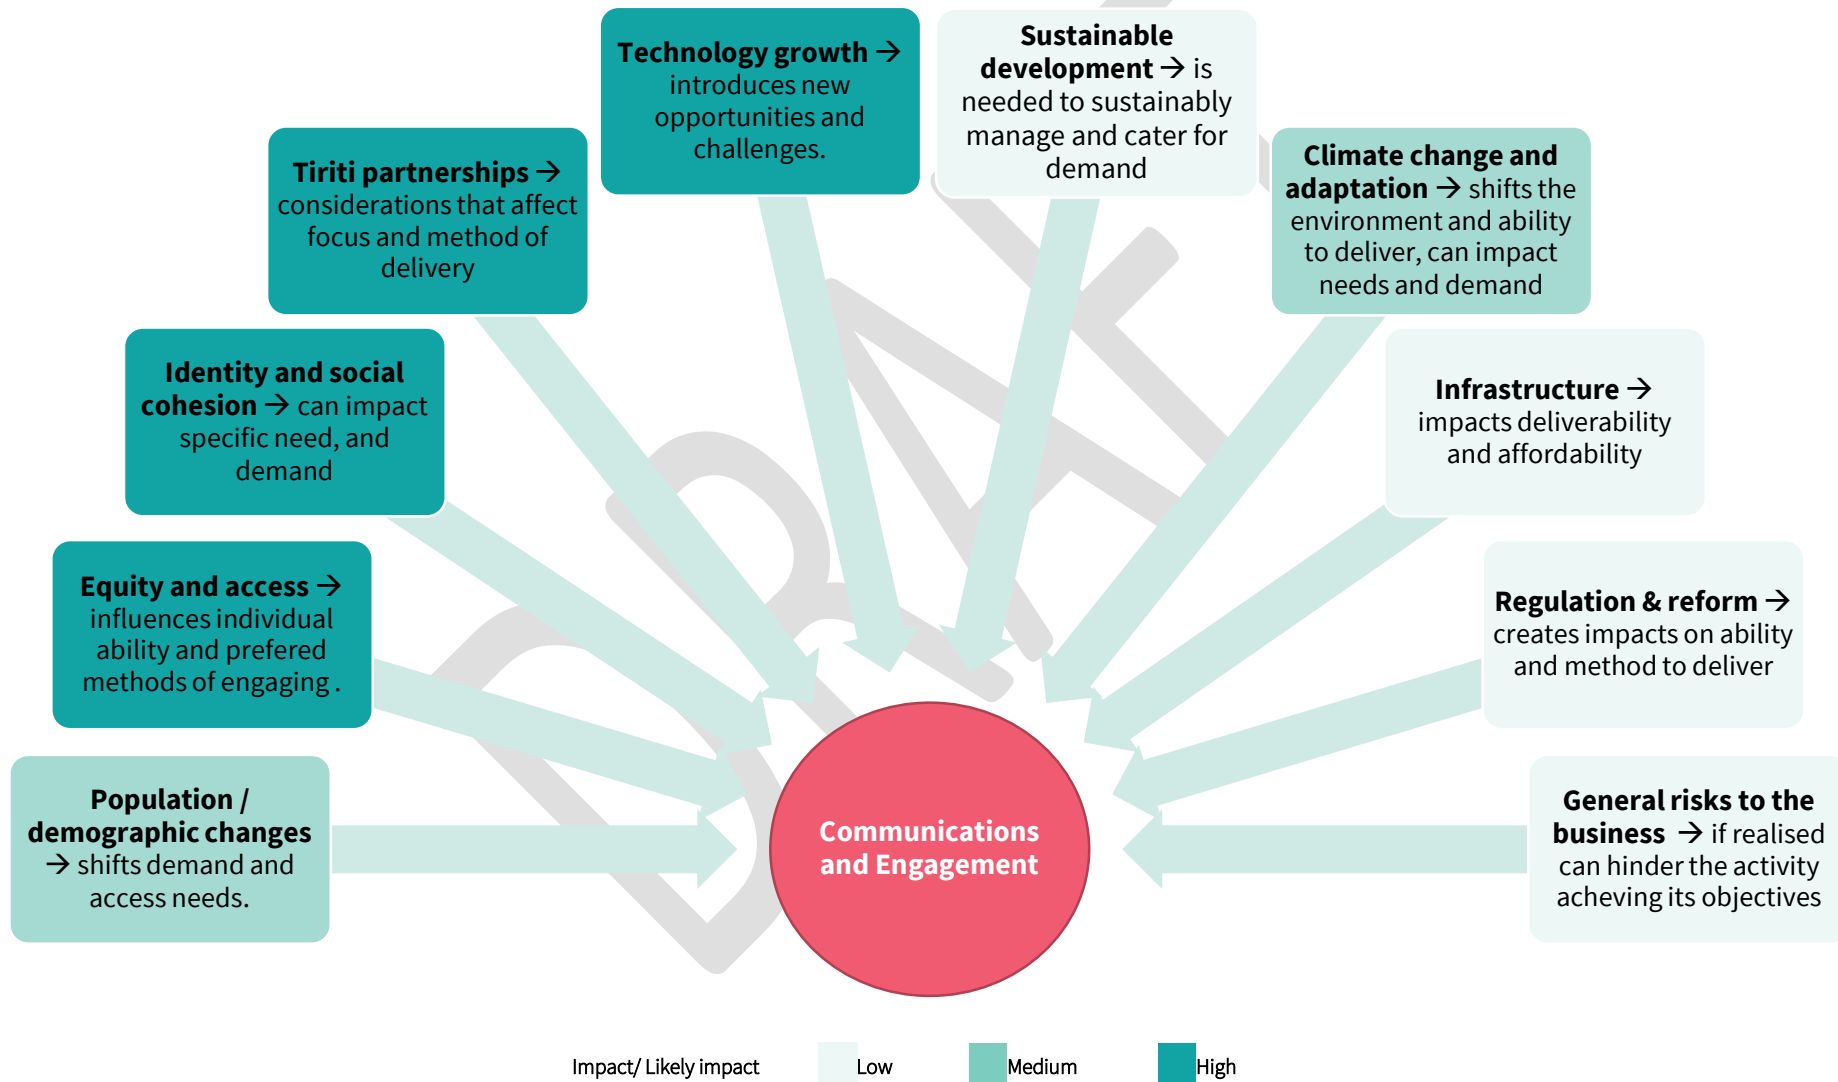 Technology growth →
introduces new
opportunities and
challenges.
Sustainable
development → is
needed to sustainably
manage and cater for
demand
Tiriti partnerships →
considerations that affect
focus and method of
delivery
Climate change and
adaptation → shifts the
environment and ability
to deliver, can impact
needs and demand
Identity and social
cohesion → can impact
specific need, and
demand
Infrastructure →
impacts deliverability
and affordability
Equity and access →
influences individual
ability and prefered
methods of engaging .
Regulation & reform →
creates impacts on ability
and method to deliver
Population /
demographic changes
→ shifts demand and
access needs.
General risks to the
business → if realised
can hinder the activity
acheving its objectives
Communications
and Engagement
DRAFT
Impact/ Likely impact Low Medium High